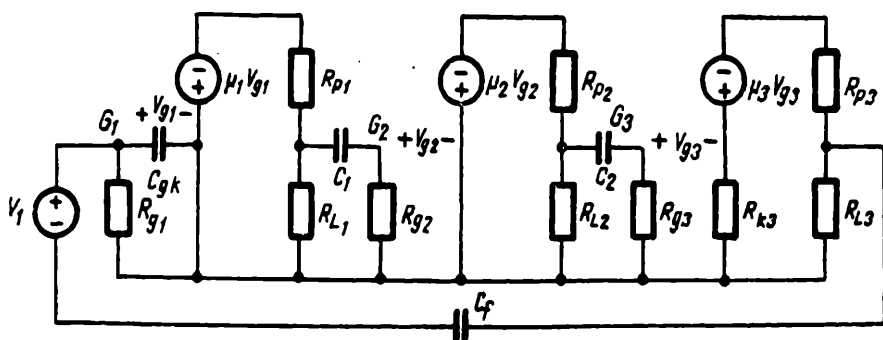 − + μ₁Vg1
Rp1
− + μ₂Vg2
Rp2
− + μ₃Vg3
Rp3
G₁
+ Vg1 −
Cgk
C₁
G₂
+ Vg2 −
C₂
G₃
+ Vg3 −
V₁ + −
Rg1
RL1
Rg2
RL2
Rg3
Rk3
RL3
Cf